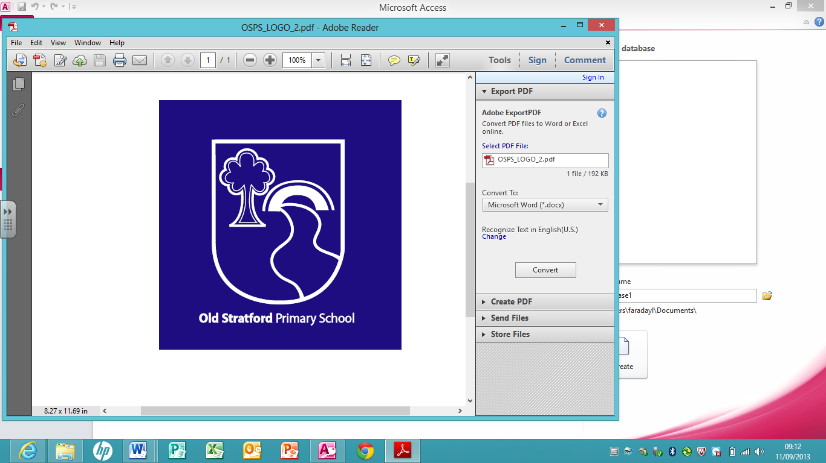 Microsoft Access
OSPS_LOGO_2.pdf - Adobe Reader
File Edit View Window Help
1 / 1 100% Tools Sign Comment
Sign In
Export PDF
Adobe ExportPDF
Convert PDF files to Word or Excel
online.
Select PDF File:
OSPS_LOGO_2.pdf
1 file / 192 KB
Convert To:
Microsoft Word (*.docx)
Recognize Text in English(U.S.)
Change
Convert
Create PDF
Send Files
Store Files
Old Stratford Primary School
8.27 x 11.69 in
database
ame
ase1
ers\faradayl\Documents\
reate
09:12
11/09/2013